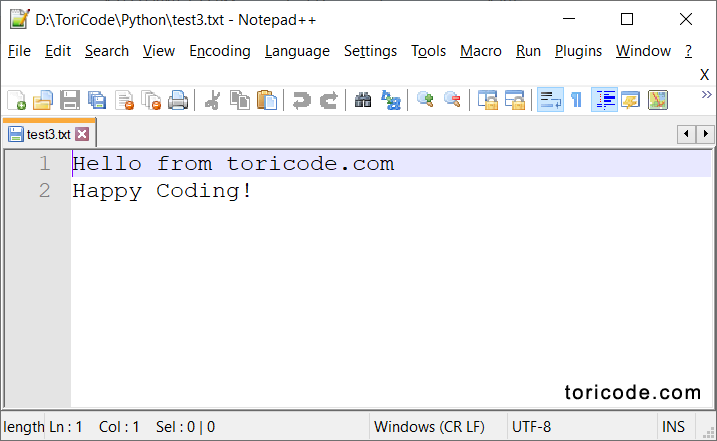 D:\ToriCode\Python\test3.txt - Notepad++
File Edit Search View Encoding Language Settings Tools Macro Run Plugins Window ?
X
test3.txt
1 Hello from toricode.com
2 Happy Coding!
toricode.com
length Ln : 1 Col : 1 Sel : 0 | 0 Windows (CR LF) UTF-8 INS